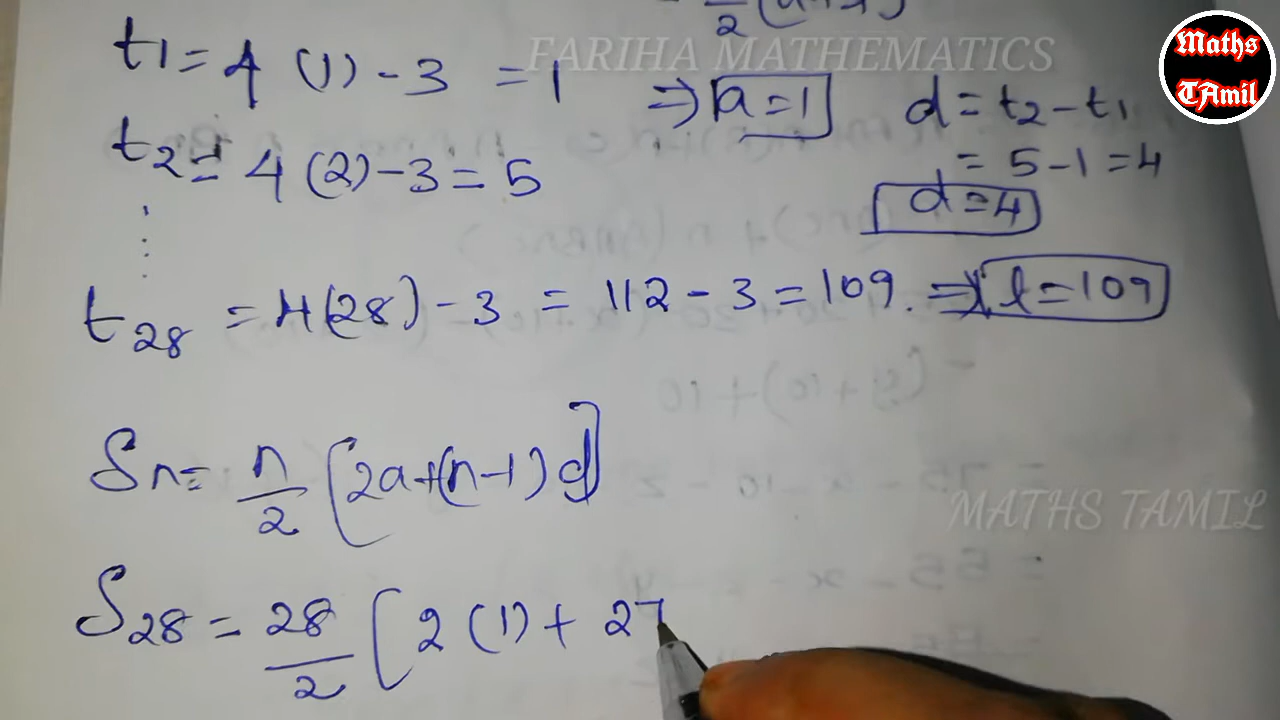 Maths
TAmil
FARIHA MATHEMATICS
t1 = 4 (1) - 3 = 1 ⇒ a = 1
d = t2 - t1
t2 = 4 (2) - 3 = 5
= 5 - 1 = 4
d = 4
t28 = 4(28) - 3 = 112 - 3 = 109. ⇒ l = 109
Sn = n/2 [2a+(n-1)d]
MATHS TAMIL
S28 = 28/2 [2 (1) + 27